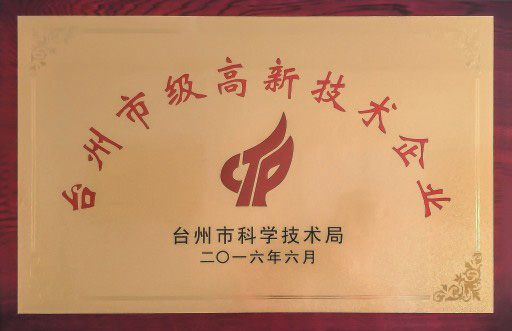 台州市级高新技术企业
台州市科学技术局
二〇一六年六月